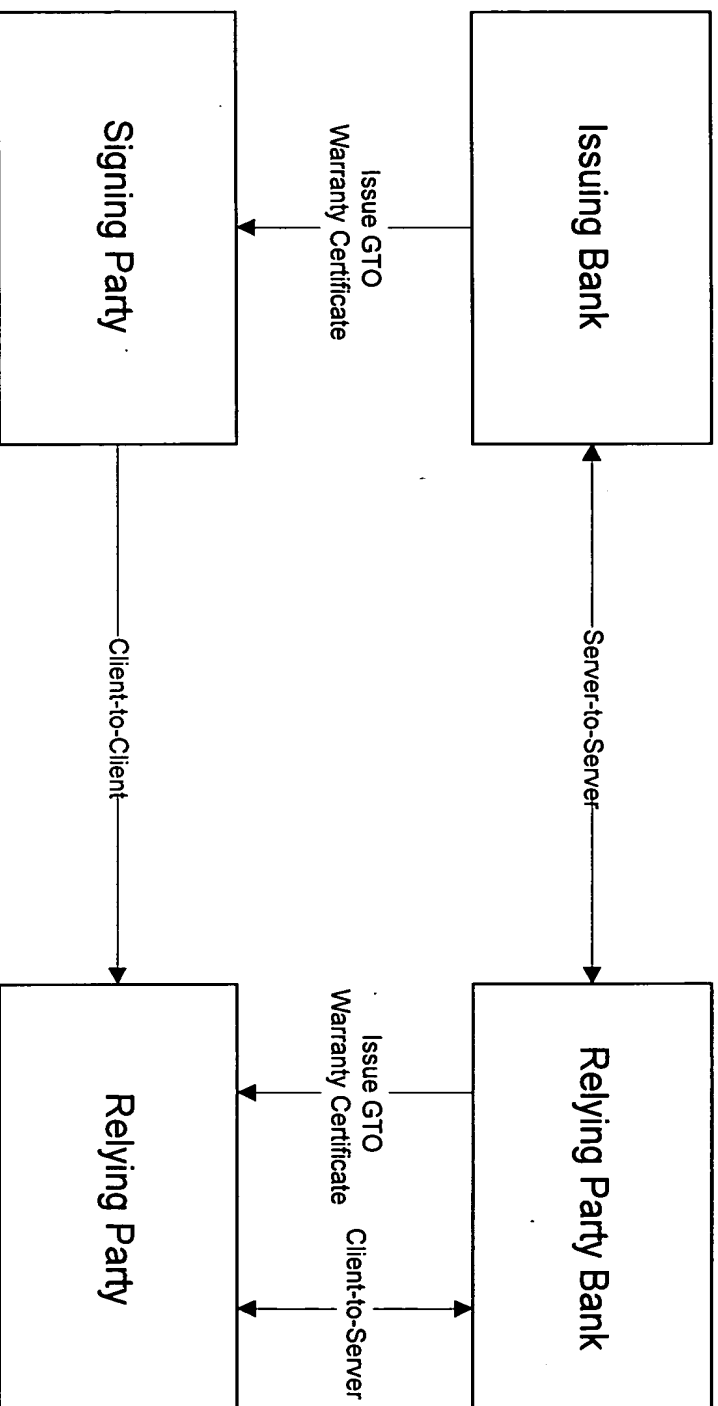 Issuing Bank
Server-to-Server
Relying Party Bank
Issue GTO
Warranty Certificate
Issue GTO
Warranty Certificate
Client-to-Server
Signing Party
Client-to-Client
Relying Party